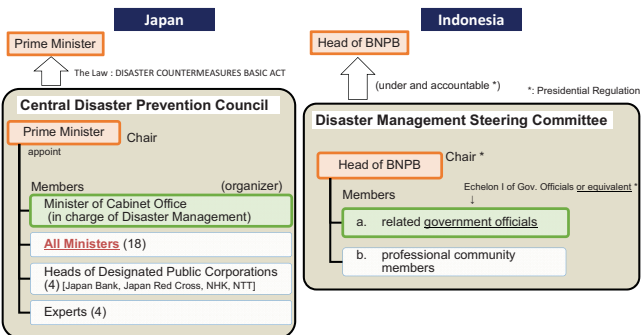 Japan
Prime Minister
The Law : DISASTER COUNTERMEASURES BASIC ACT
Central Disaster Prevention Council
Prime Minister
Chair
appoint
Members
(organizer)
Minister of Cabinet Office
(in charge of Disaster Management)
All Ministers (18)
Heads of Designated Public Corporations
(4) [Japan Bank, Japan Red Cross, NHK, NTT]
Experts (4)
Indonesia
Head of BNPB
(under and accountable *)
*: Presidential Regulation
Disaster Management Steering Committee
Head of BNPB
Chair *
Members
Echelon I of Gov. Officials or equivalent *
↓
a. related government officials
b. professional community
members